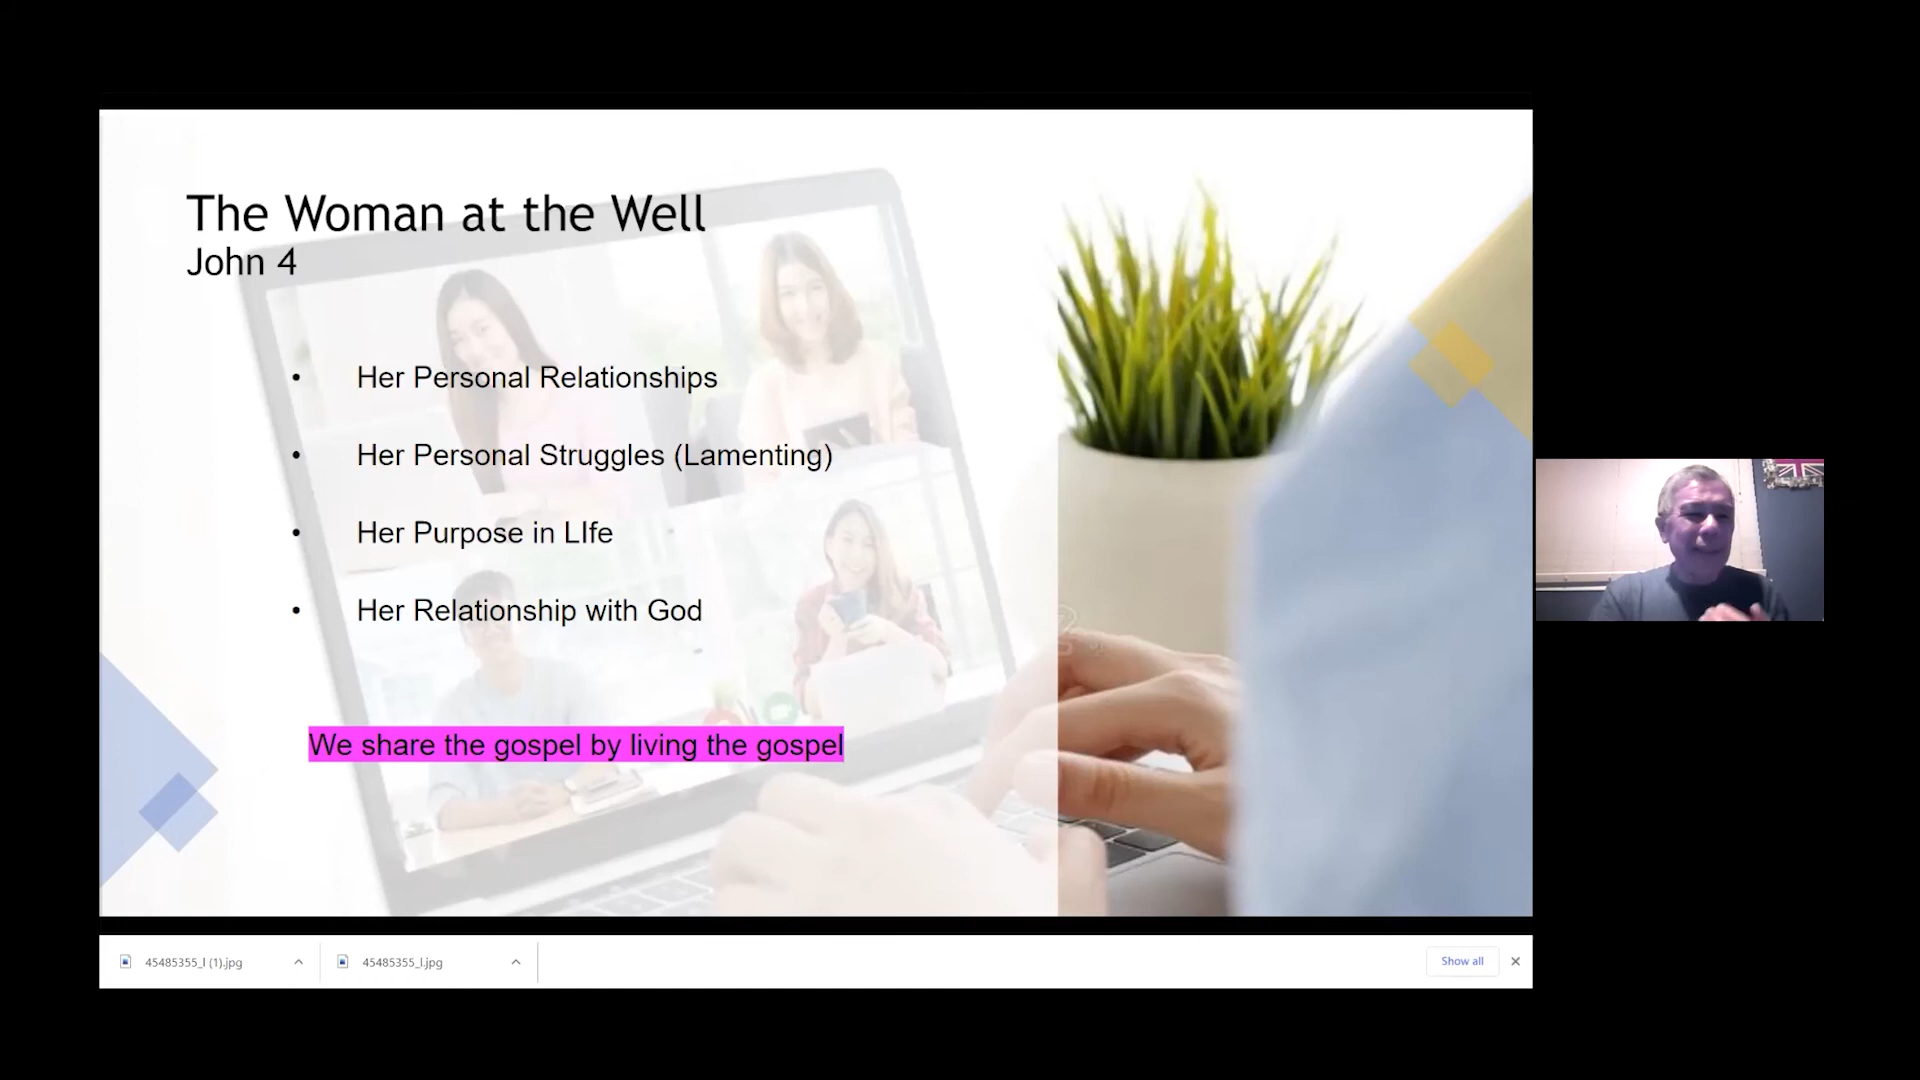 The Woman at the Well
John 4
• Her Personal Relationships
• Her Personal Struggles (Lamenting)
• Her Purpose in LIfe
• Her Relationship with God
We share the gospel by living the gospel
45485355_l (1).jpg
45485355_l.jpg
Show all